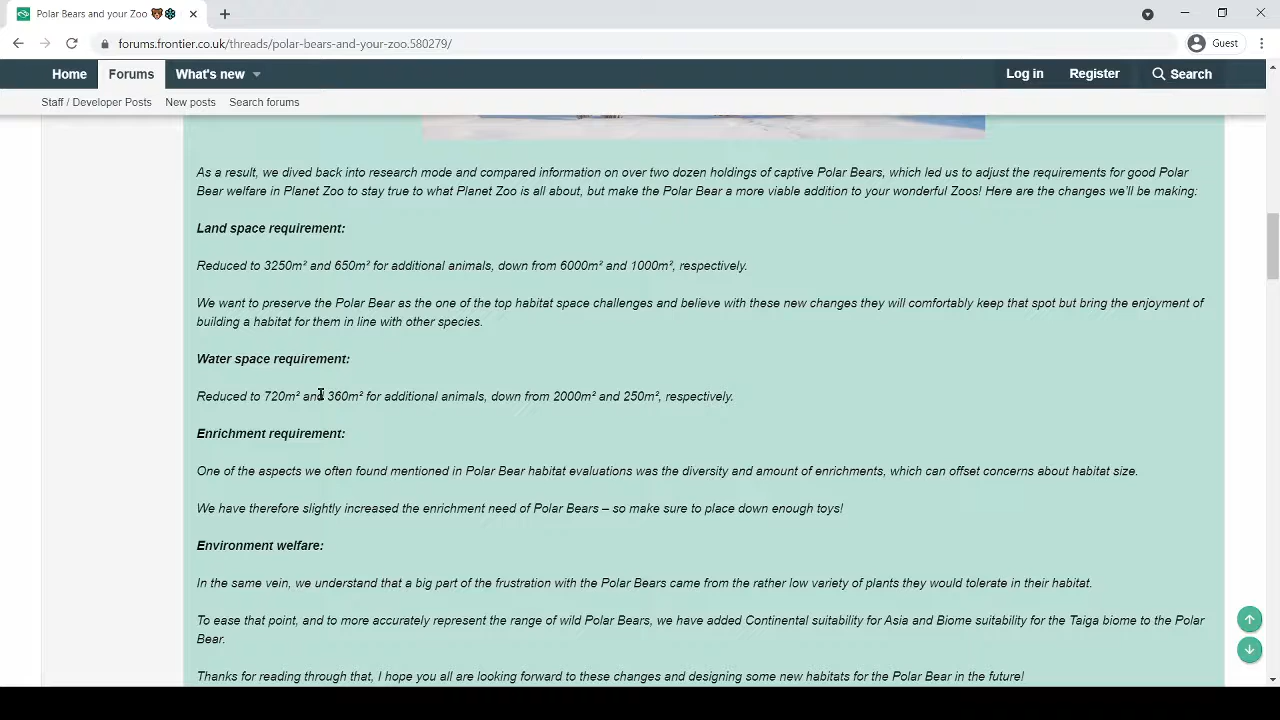 Polar Bears and your Zoo
forums.frontier.co.uk/threads/polar-bears-and-your-zoo.580279/
Guest
Home Forums What's new Log in Register Search
Staff / Developer Posts New posts Search forums
As a result, we dived back into research mode and compared information on over two dozen holdings of captive Polar Bears, which led us to adjust the requirements for good Polar
Bear welfare in Planet Zoo to stay true to what Planet Zoo is all about, but make the Polar Bear a more viable addition to your wonderful Zoos! Here are the changes we'll be making:
Land space requirement:
Reduced to 3250m² and 650m² for additional animals, down from 6000m² and 1000m², respectively.
We want to preserve the Polar Bear as the one of the top habitat space challenges and believe with these new changes they will comfortably keep that spot but bring the enjoyment of
building a habitat for them in line with other species.
Water space requirement:
Reduced to 720m² and 360m² for additional animals, down from 2000m² and 250m², respectively.
Enrichment requirement:
One of the aspects we often found mentioned in Polar Bear habitat evaluations was the diversity and amount of enrichments, which can offset concerns about habitat size.
We have therefore slightly increased the enrichment need of Polar Bears – so make sure to place down enough toys!
Environment welfare:
In the same vein, we understand that a big part of the frustration with the Polar Bears came from the rather low variety of plants they would tolerate in their habitat.
To ease that point, and to more accurately represent the range of wild Polar Bears, we have added Continental suitability for Asia and Biome suitability for the Taiga biome to the Polar
Bear.
Thanks for reading through that, I hope you all are looking forward to these changes and designing some new habitats for the Polar Bear in the future!